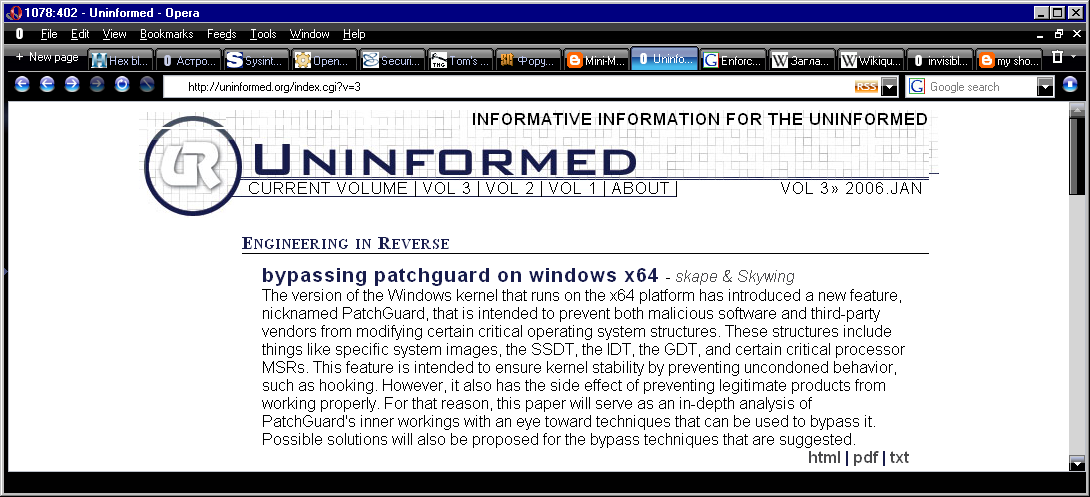 1078:402 - Uninformed - Opera
File Edit View Bookmarks Feeds Tools Window Help
+ New page Hex bl... Астро... Sysint... Open... Securi... Tom's ... Фору... Mini-M... Uninfo... Enforc... Загла... Wikiqu... invisibl... my sho...
http://uninformed.org/index.cgi?v=3 RSS Google search
INFORMATIVE INFORMATION FOR THE UNINFORMED
UR UNINFORMED
CURRENT VOLUME | VOL 3 | VOL 2 | VOL 1 | ABOUT VOL 3» 2006.JAN
ENGINEERING IN REVERSE
bypassing patchguard on windows x64 - skape & Skywing
The version of the Windows kernel that runs on the x64 platform has introduced a new feature,
nicknamed PatchGuard, that is intended to prevent both malicious software and third-party
vendors from modifying certain critical operating system structures. These structures include
things like specific system images, the SSDT, the IDT, the GDT, and certain critical processor
MSRs. This feature is intended to ensure kernel stability by preventing uncondoned behavior,
such as hooking. However, it also has the side effect of preventing legitimate products from
working properly. For that reason, this paper will serve as an in-depth analysis of
PatchGuard's inner workings with an eye toward techniques that can be used to bypass it.
Possible solutions will also be proposed for the bypass techniques that are suggested.
html | pdf | txt